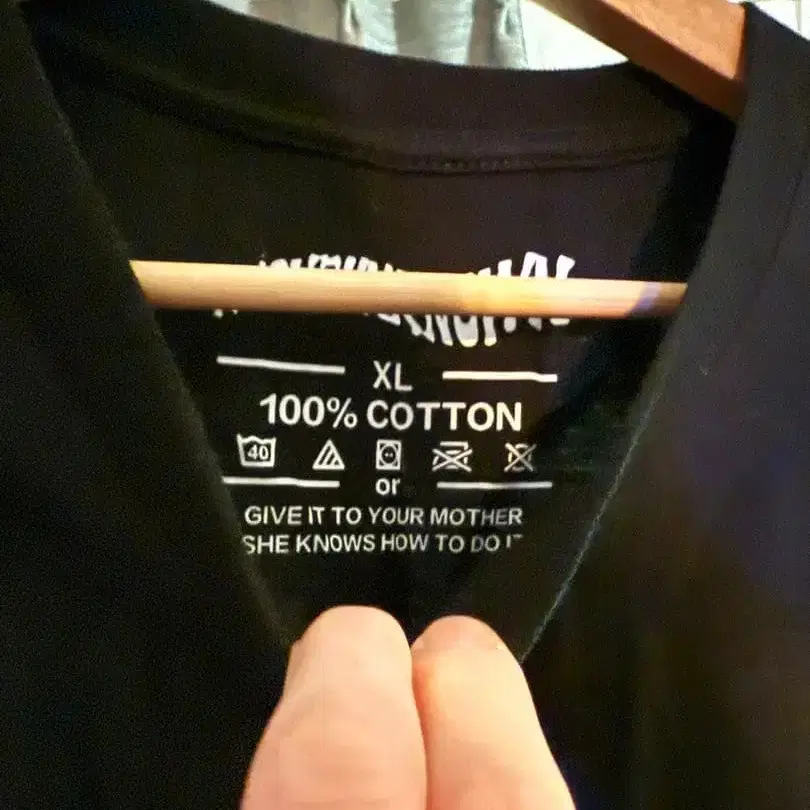 XL
100% COTTON
40
or
GIVE IT TO YOUR MOTHER
SHE KNOWS HOW TO DO IT